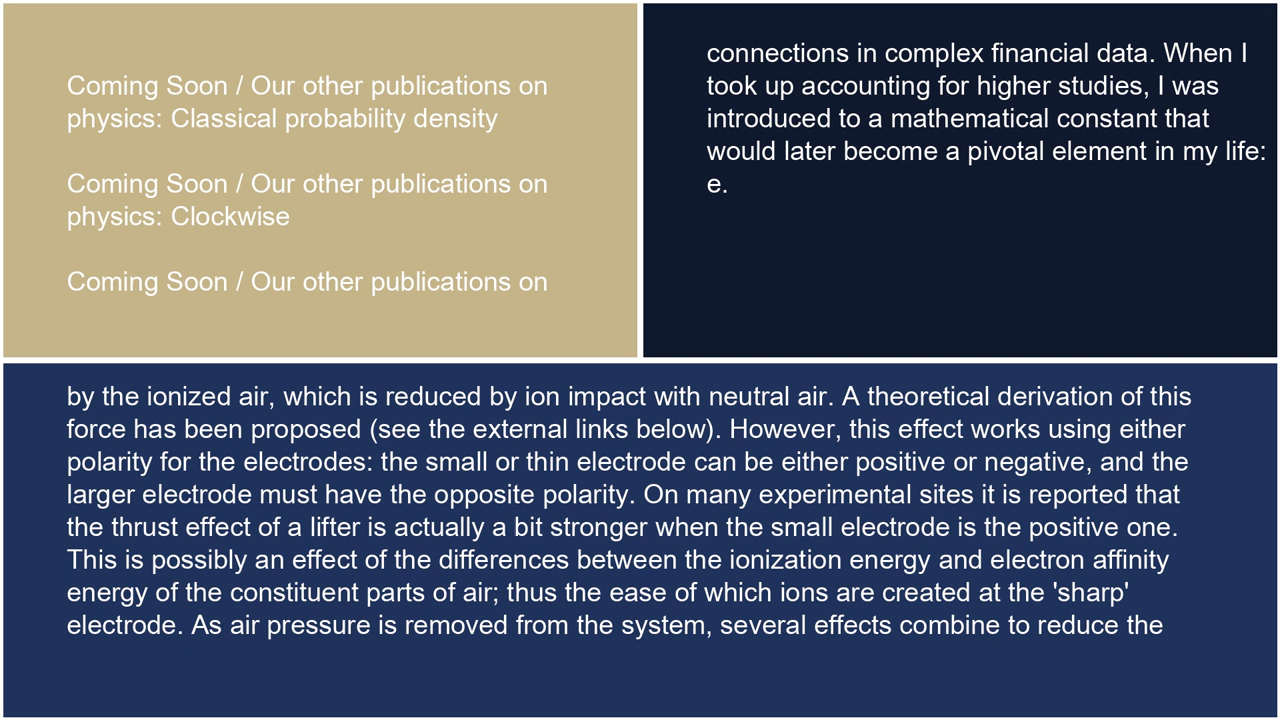 Coming Soon / Our other publications on
physics: Classical probability density
Coming Soon / Our other publications on
physics: Clockwise
Coming Soon / Our other publications on
connections in complex financial data. When I
took up accounting for higher studies, I was
introduced to a mathematical constant that
would later become a pivotal element in my life:
e.
by the ionized air, which is reduced by ion impact with neutral air. A theoretical derivation of this
force has been proposed (see the external links below). However, this effect works using either
polarity for the electrodes: the small or thin electrode can be either positive or negative, and the
larger electrode must have the opposite polarity. On many experimental sites it is reported that
the thrust effect of a lifter is actually a bit stronger when the small electrode is the positive one.
This is possibly an effect of the differences between the ionization energy and electron affinity
energy of the constituent parts of air; thus the ease of which ions are created at the 'sharp'
electrode. As air pressure is removed from the system, several effects combine to reduce the